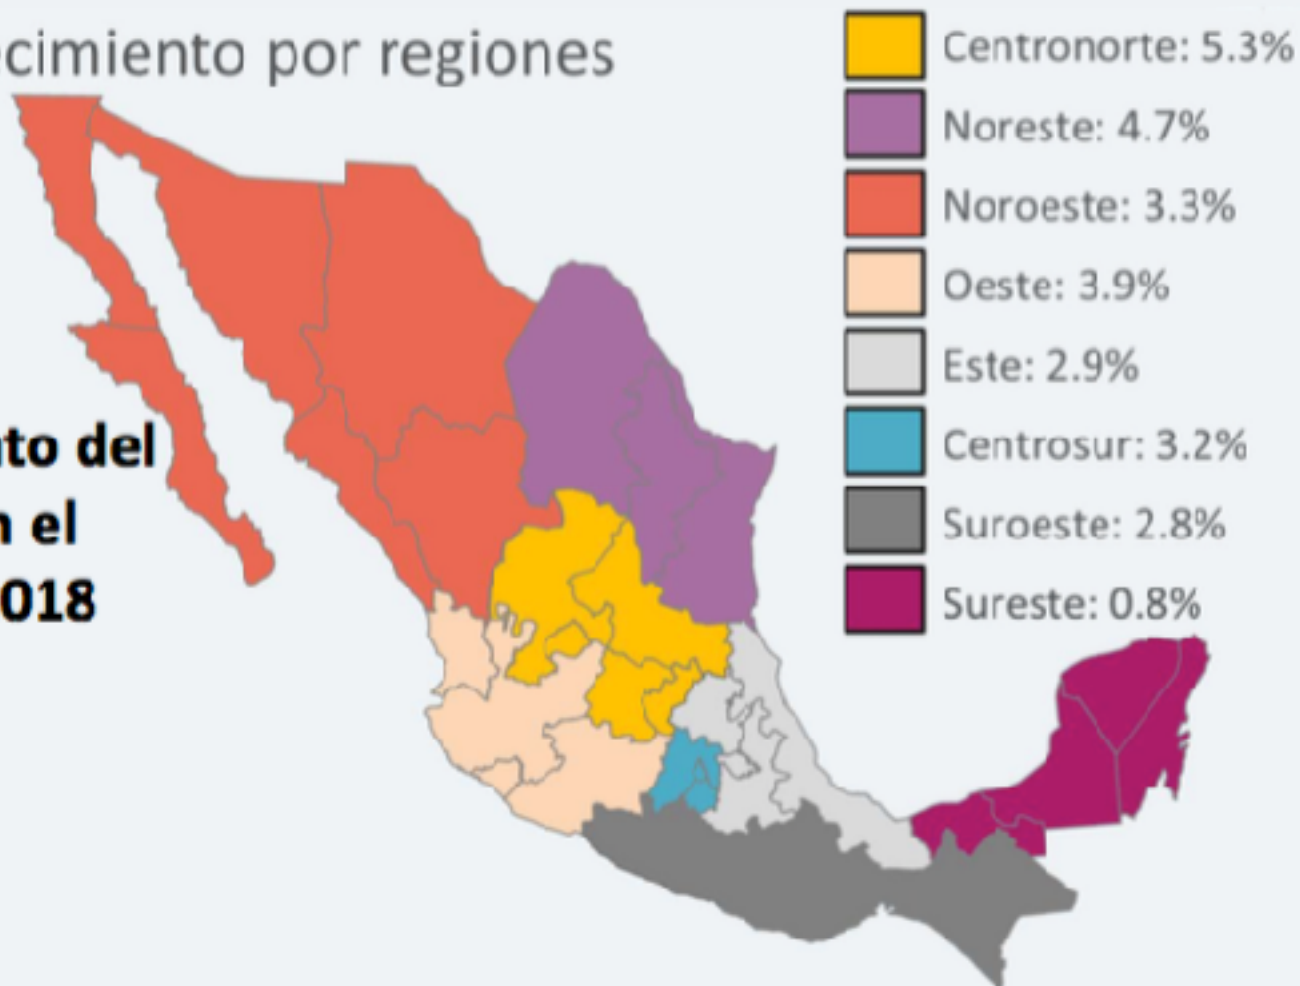 cimiento por regiones
Centronorte: 5.3%
Noreste: 4.7%
Noroeste: 3.3%
Oeste: 3.9%
Este: 2.9%
Centrosur: 3.2%
Suroeste: 2.8%
Sureste: 0.8%
to del
el
018